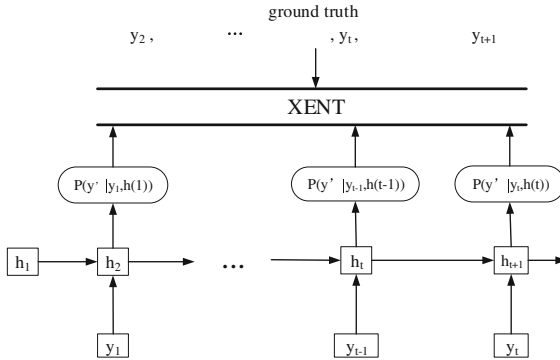 ground truth
y₂ , ... , yₜ, yₜ₊₁
XENT
P(y' |y₁,h(1)) P(y' |yₜ₋₁,h(t-1)) P(y' |yₜ,h(t))
h₁ h₂ ... hₜ hₜ₊₁
y₁ yₜ₋₁ yₜ